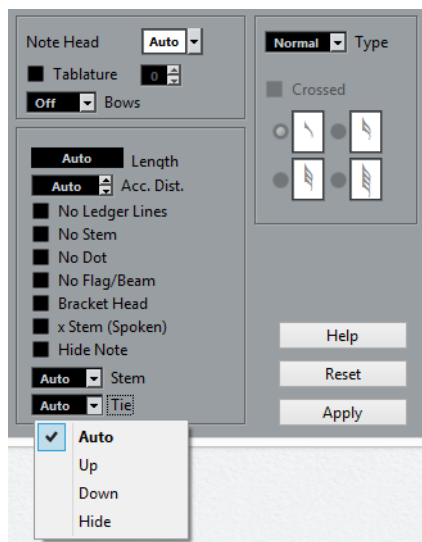 Note Head Auto
Tablature 0
Off Bows
Auto Length
Auto Acc. Dist.
No Ledger Lines
No Stem
No Dot
No Flag/Beam
Bracket Head
x Stem (Spoken)
Hide Note
Auto Stem
Auto Tie
Auto
Up
Down
Hide
Normal Type
Crossed
Help
Reset
Apply